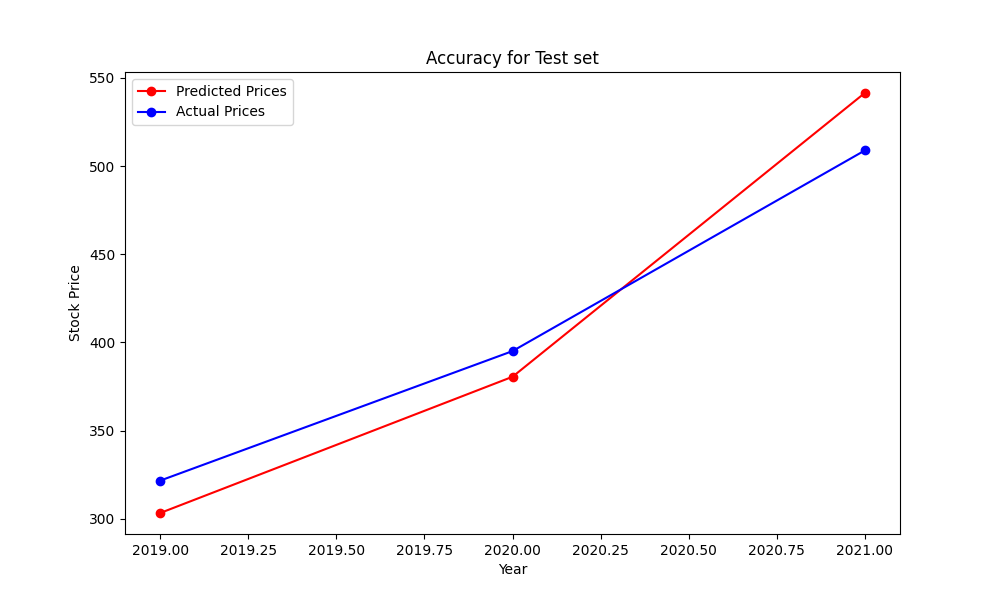 Accuracy for Test set
Predicted Prices
Actual Prices
550
500
450
400
350
300
Stock Price
2019.00 2019.25 2019.50 2019.75 2020.00 2020.25 2020.50 2020.75 2021.00
Year